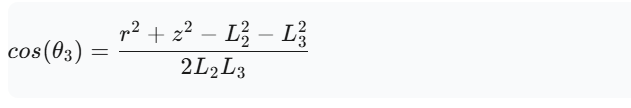 cos(θ₃) = (r² + z² − L₂² − L₃²) / (2L₂L₃)